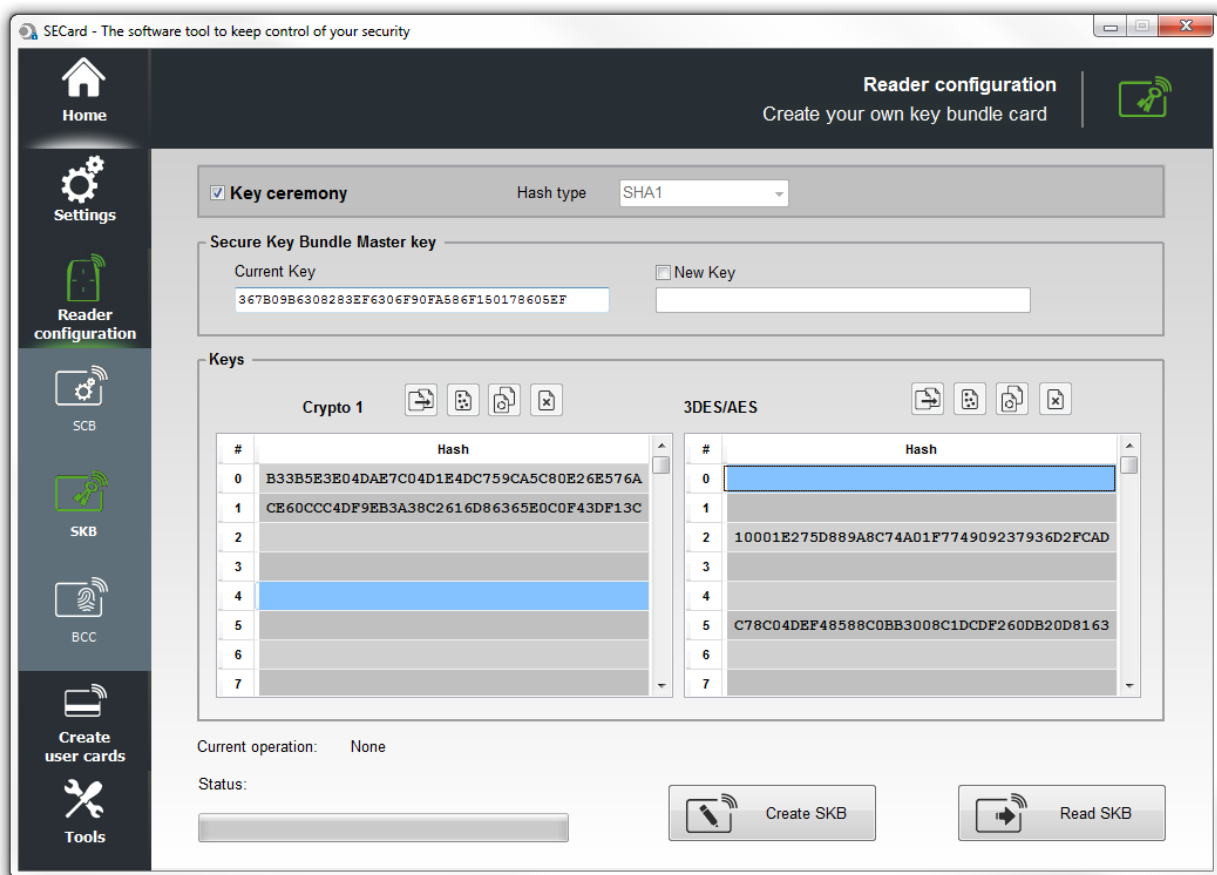 SECard - The software tool to keep control of your security
Home
Reader configuration
Create your own key bundle card
Settings
Reader
configuration
SCB
SKB
BCC
Create
user cards
Tools
Key ceremony Hash type SHA1
Secure Key Bundle Master key
Current Key New Key
367B09B6308283EF6306F90FA586F150178605EF
Keys
Crypto 1 3DES/AES
# Hash # Hash
0 B33B5E3E04DAE7C04D1E4DC759CA5C80E26E576A 0
1 CE60CCC4DF9EB3A38C2616D86365E0C0F43DF13C 1
2 2 10001E275D889A8C74A01F774909237936D2FCAD
3 3
4 4
5 5 C78C04DEF48588C0BB3008C1DCDF260DB20D8163
6 6
7 7
Current operation: None
Status:
Create SKB Read SKB